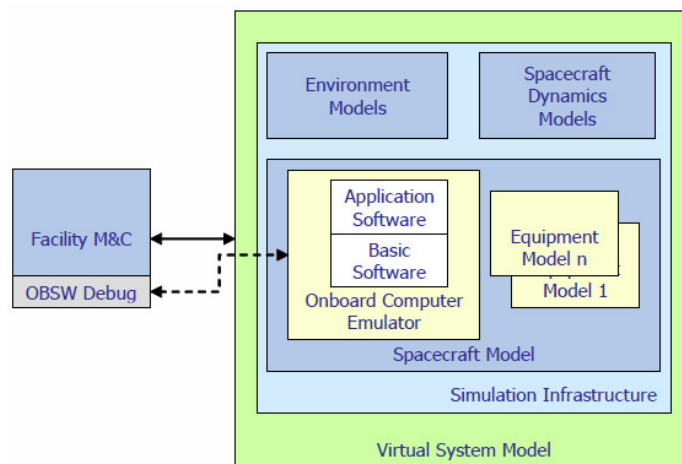 Environment
Models
Spacecraft
Dynamics
Models
Facility M&C
OBSW Debug
Application
Software
Basic
Software
Onboard Computer
Emulator
Equipment
Model n
Model 1
Spacecraft Model
Simulation Infrastructure
Virtual System Model